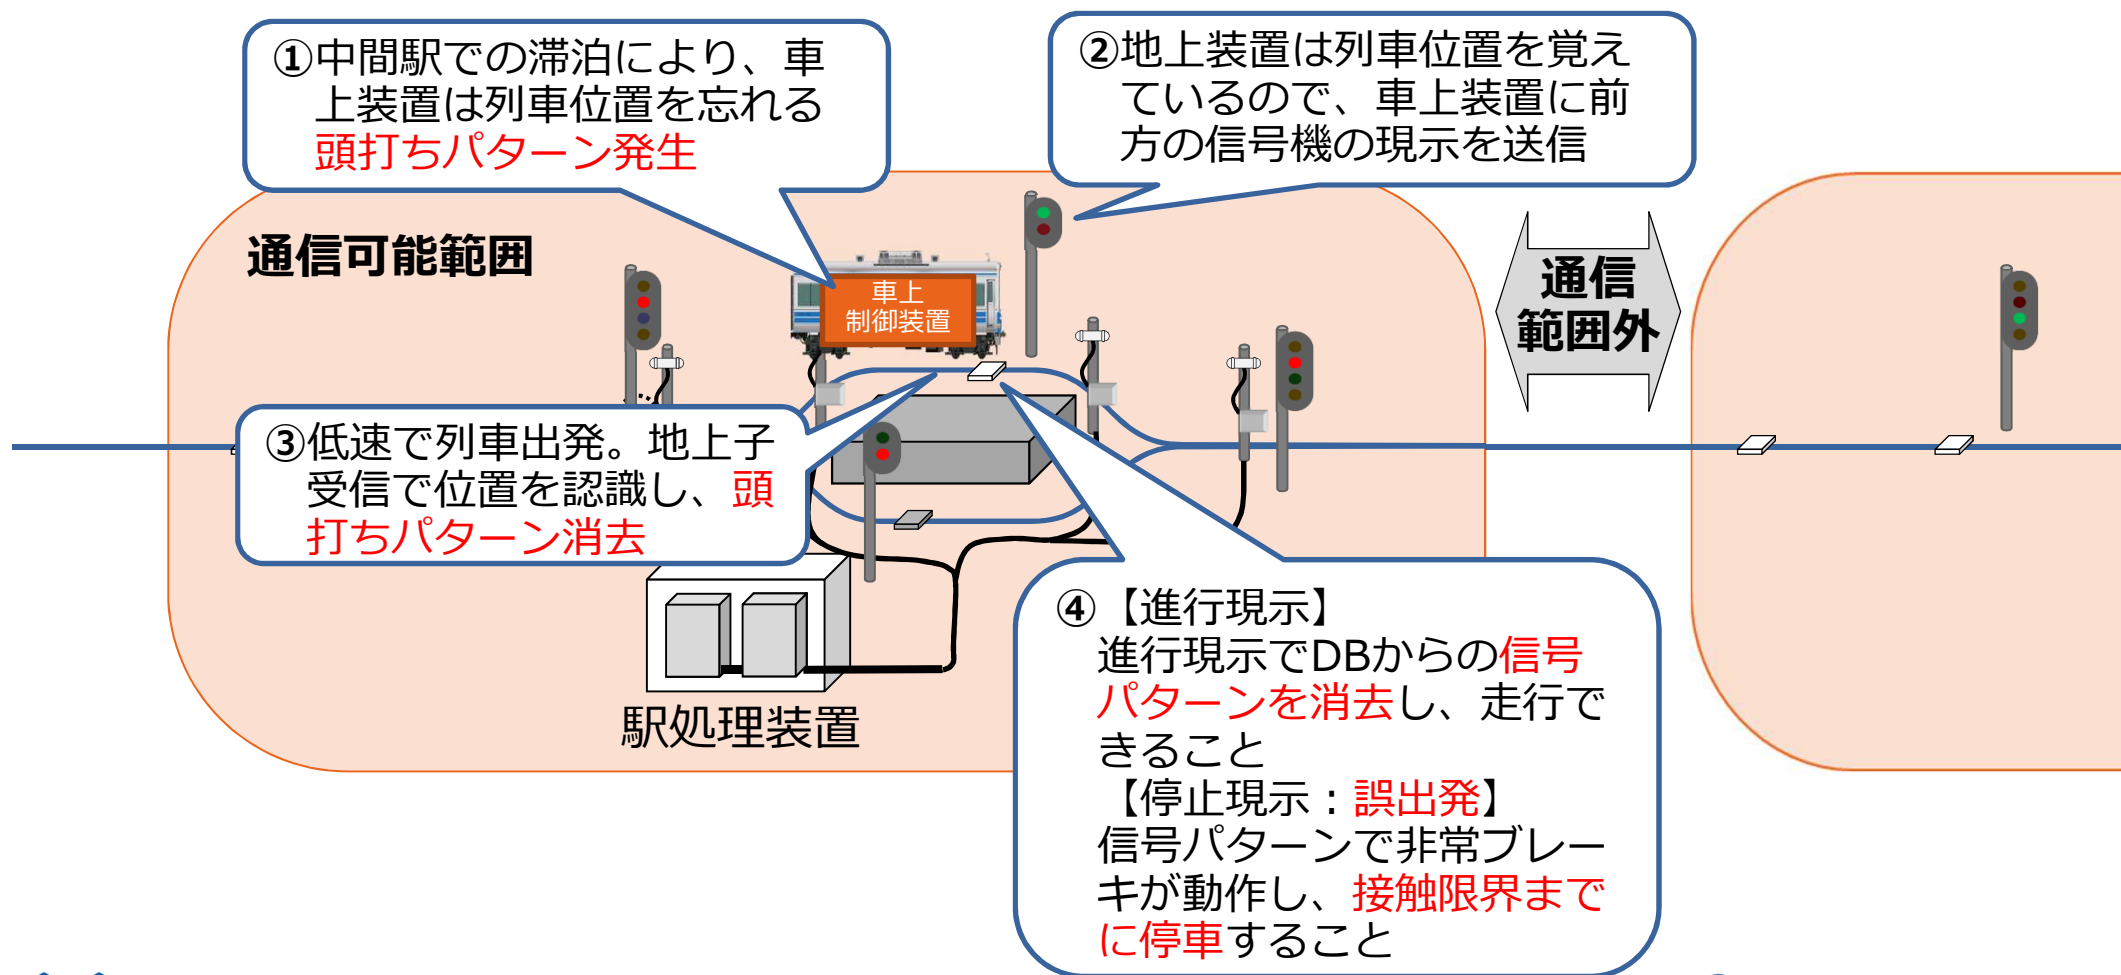 ①中間駅での滞泊により、車
上装置は列車位置を忘れる
頭打ちパターン発生
②地上装置は列車位置を覚え
ているので、車上装置に前
方の信号機の現示を送信
通信可能範囲
車上
制御装置
通信
範囲外
③低速で列車出発。地上子
受信で位置を認識し、頭
打ちパターン消去
④【進行現示】
進行現示でDBからの信号
パターンを消去し、走行で
きること
【停止現示：誤出発】
信号パターンで非常ブレー
キが動作し、接触限界まで
に停車すること
駅処理装置